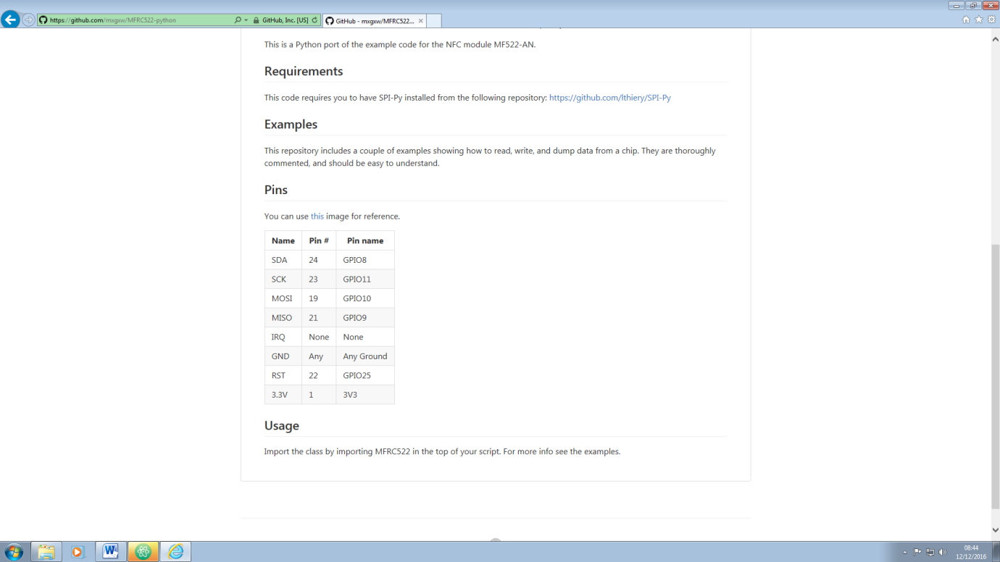 https://github.com/mxgxw/MFRC522-python
GitHub, Inc. [US]
GitHub - mxgxw/MFRC522...
This is a Python port of the example code for the NFC module MF522-AN.
Requirements
This code requires you to have SPI-Py installed from the following repository: https://github.com/lthiery/SPI-Py
Examples
This repository includes a couple of examples showing how to read, write, and dump data from a chip. They are thoroughly
commented, and should be easy to understand.
Pins
You can use this image for reference.
Name Pin # Pin name
SDA 24 GPIO8
SCK 23 GPIO11
MOSI 19 GPIO10
MISO 21 GPIO9
IRQ None None
GND Any Any Ground
RST 22 GPIO25
3.3V 1 3V3
Usage
Import the class by importing MFRC522 in the top of your script. For more info see the examples.
08:44
12/12/2016